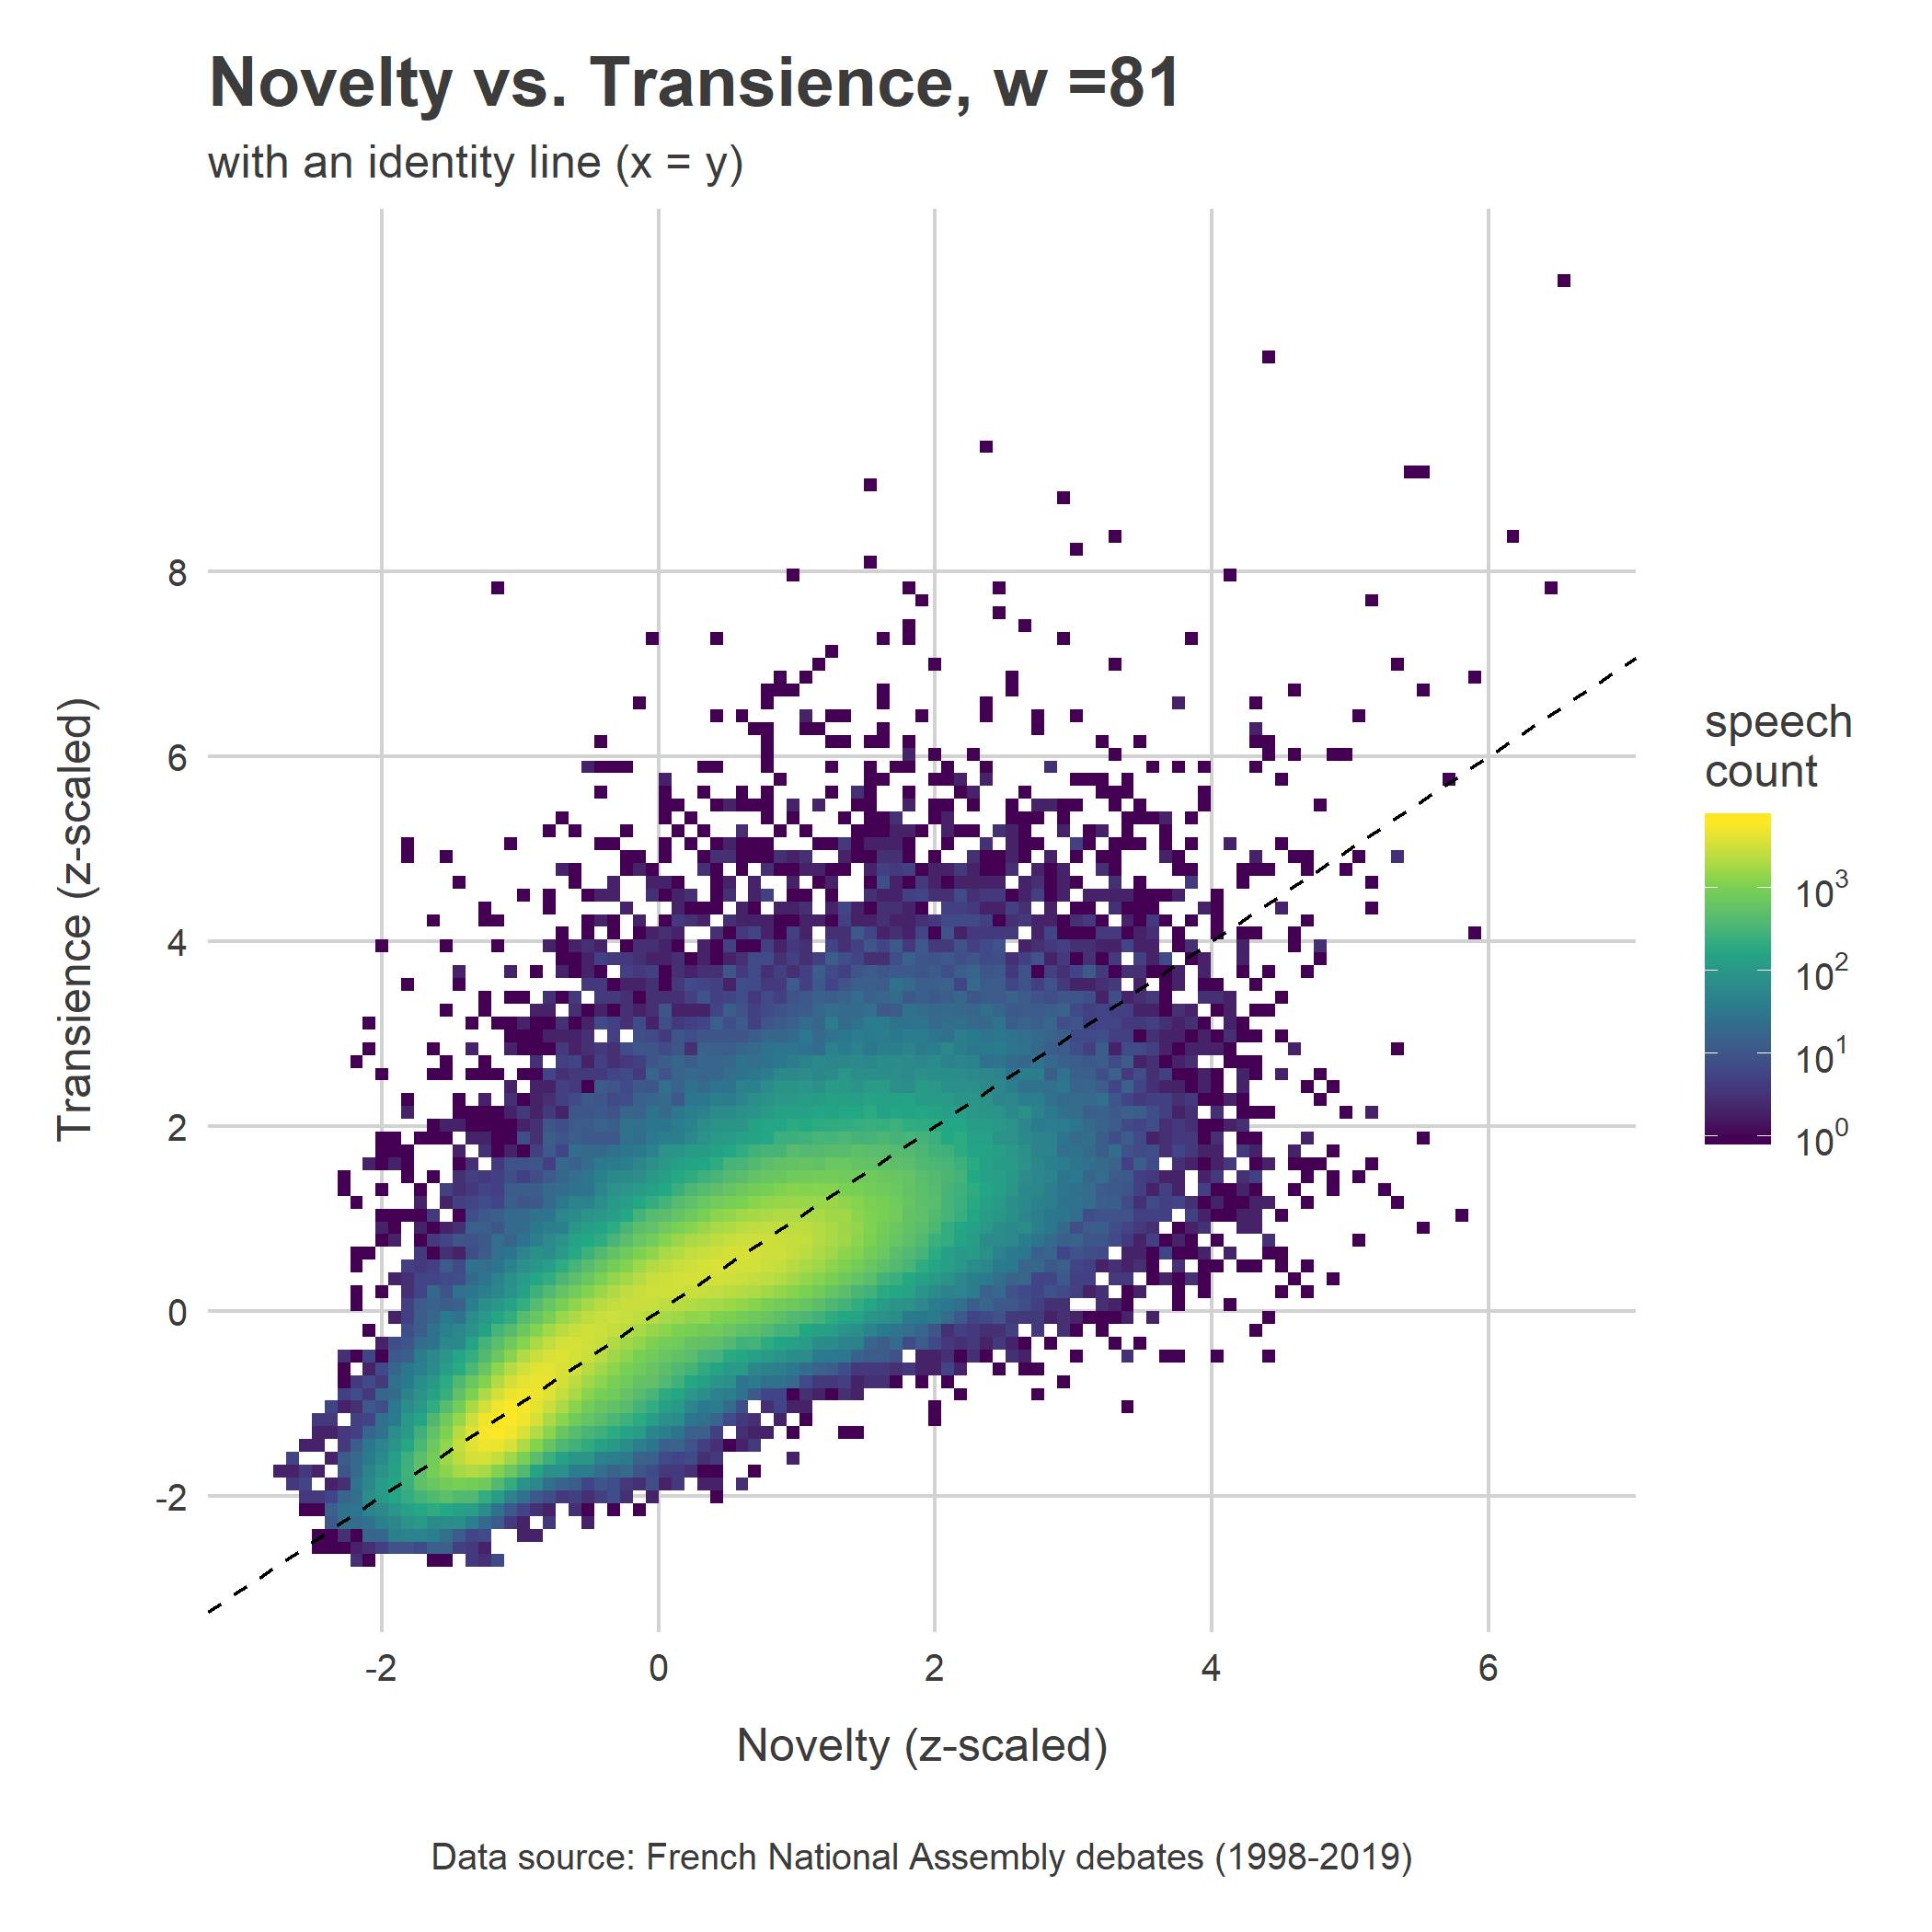 Novelty vs. Transience, w =81
with an identity line (x = y)
Transience (z-scaled)
8
6
4
2
0
-2
-2 0 2 4 6
Novelty (z-scaled)
speech
count
10³
10²
10¹
10⁰
Data source: French National Assembly debates (1998-2019)